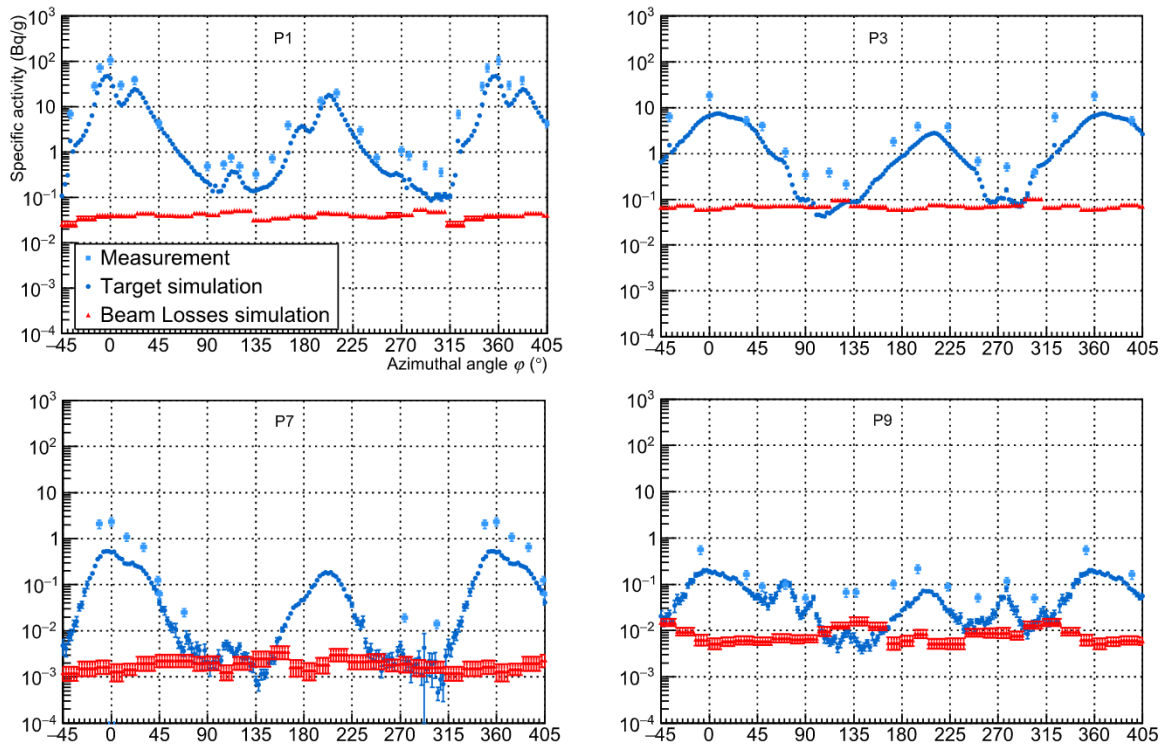 P1
Specific activity (Bq/g)
10³
10²
10
1
10⁻¹
10⁻²
10⁻³
10⁻⁴
Measurement
Target simulation
Beam Losses simulation
−45 0 45 90 135 180 225 270 315 360 405
Azimuthal angle φ (°)
P3
10³
10²
10
1
10⁻¹
10⁻²
10⁻³
10⁻⁴
−45 0 45 90 135 180 225 270 315 360 405
P7
10³
10²
10
1
10⁻¹
10⁻²
10⁻³
10⁻⁴
−45 0 45 90 135 180 225 270 315 360 405
P9
10³
10²
10
1
10⁻¹
10⁻²
10⁻³
10⁻⁴
−45 0 45 90 135 180 225 270 315 360 405